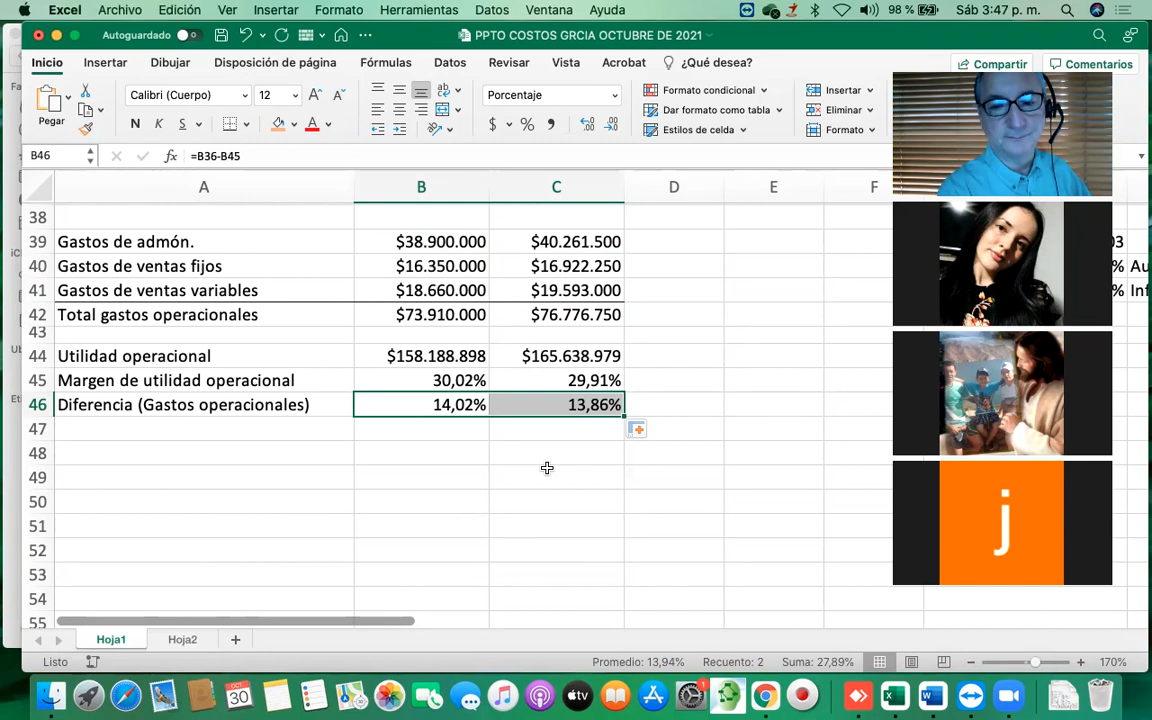 Excel Archivo Edición Ver Insertar Formato Herramientas Datos Ventana Ayuda 98 % Sáb 3:47 p. m.
Autoguardado PPTO COSTOS GRCIA OCTUBRE DE 2021
Inicio Insertar Dibujar Disposición de página Fórmulas Datos Revisar Vista Acrobat ¿Qué desea? Compartir Comentarios
Pegar Calibri (Cuerpo) 12 Porcentaje Formato condicional Insertar
N K S $ % Dar formato como tabla Eliminar
Estilos de celda Formato
B46 fx =B36-B45
A B C D E F
38
39 Gastos de admón. $38.900.000 $40.261.500 03
40 Gastos de ventas fijos $16.350.000 $16.922.250 % Au
41 Gastos de ventas variables $18.660.000 $19.593.000 % Inf
42 Total gastos operacionales $73.910.000 $76.776.750
43
44 Utilidad operacional $158.188.898 $165.638.979
45 Margen de utilidad operacional 30,02% 29,91%
46 Diferencia (Gastos operacionales) 14,02% 13,86%
47
48
49
50
51
52
53
54
55
j
Hoja1 Hoja2 +
Listo Promedio: 13,94% Recuento: 2 Suma: 27,89% 170%
OCT 30